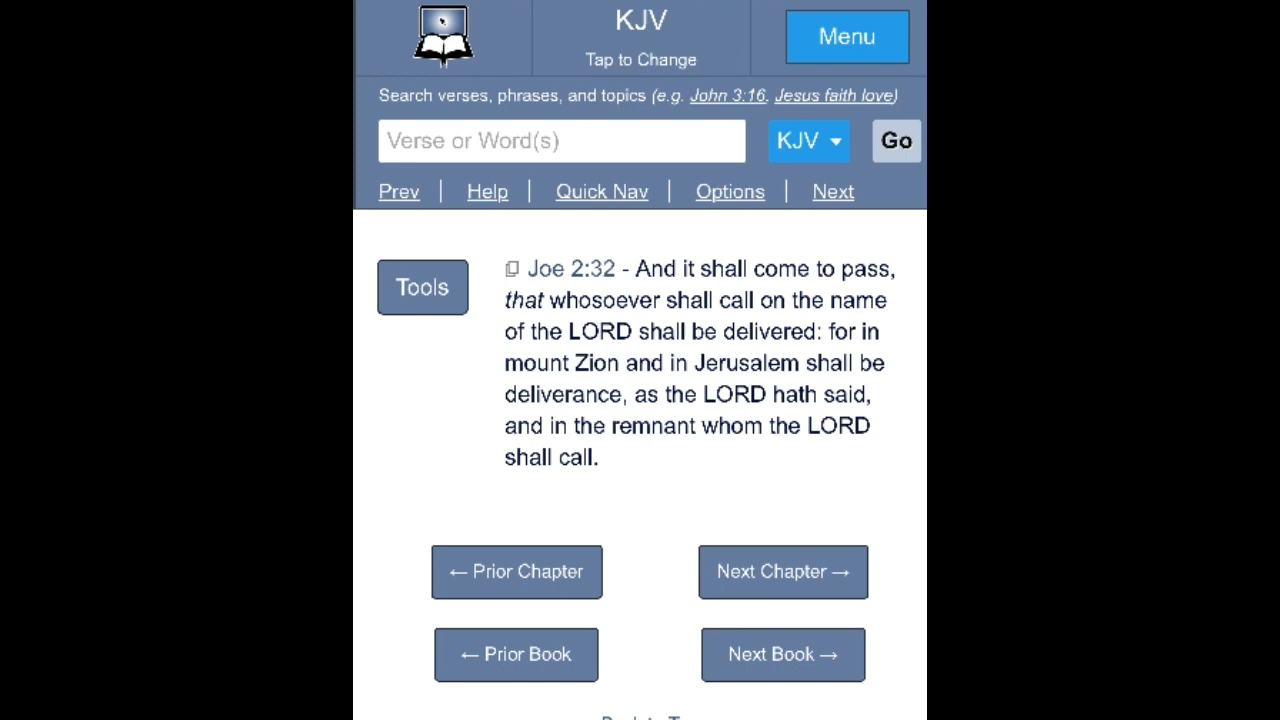 KJV
Tap to Change
Menu
Search verses, phrases, and topics (e.g. John 3:16, Jesus faith love)
Verse or Word(s)
KJV
Go
Prev | Help | Quick Nav | Options | Next
Tools
Joe 2:32 - And it shall come to pass,
that whosoever shall call on the name
of the LORD shall be delivered: for in
mount Zion and in Jerusalem shall be
deliverance, as the LORD hath said,
and in the remnant whom the LORD
shall call.
← Prior Chapter
Next Chapter →
← Prior Book
Next Book →